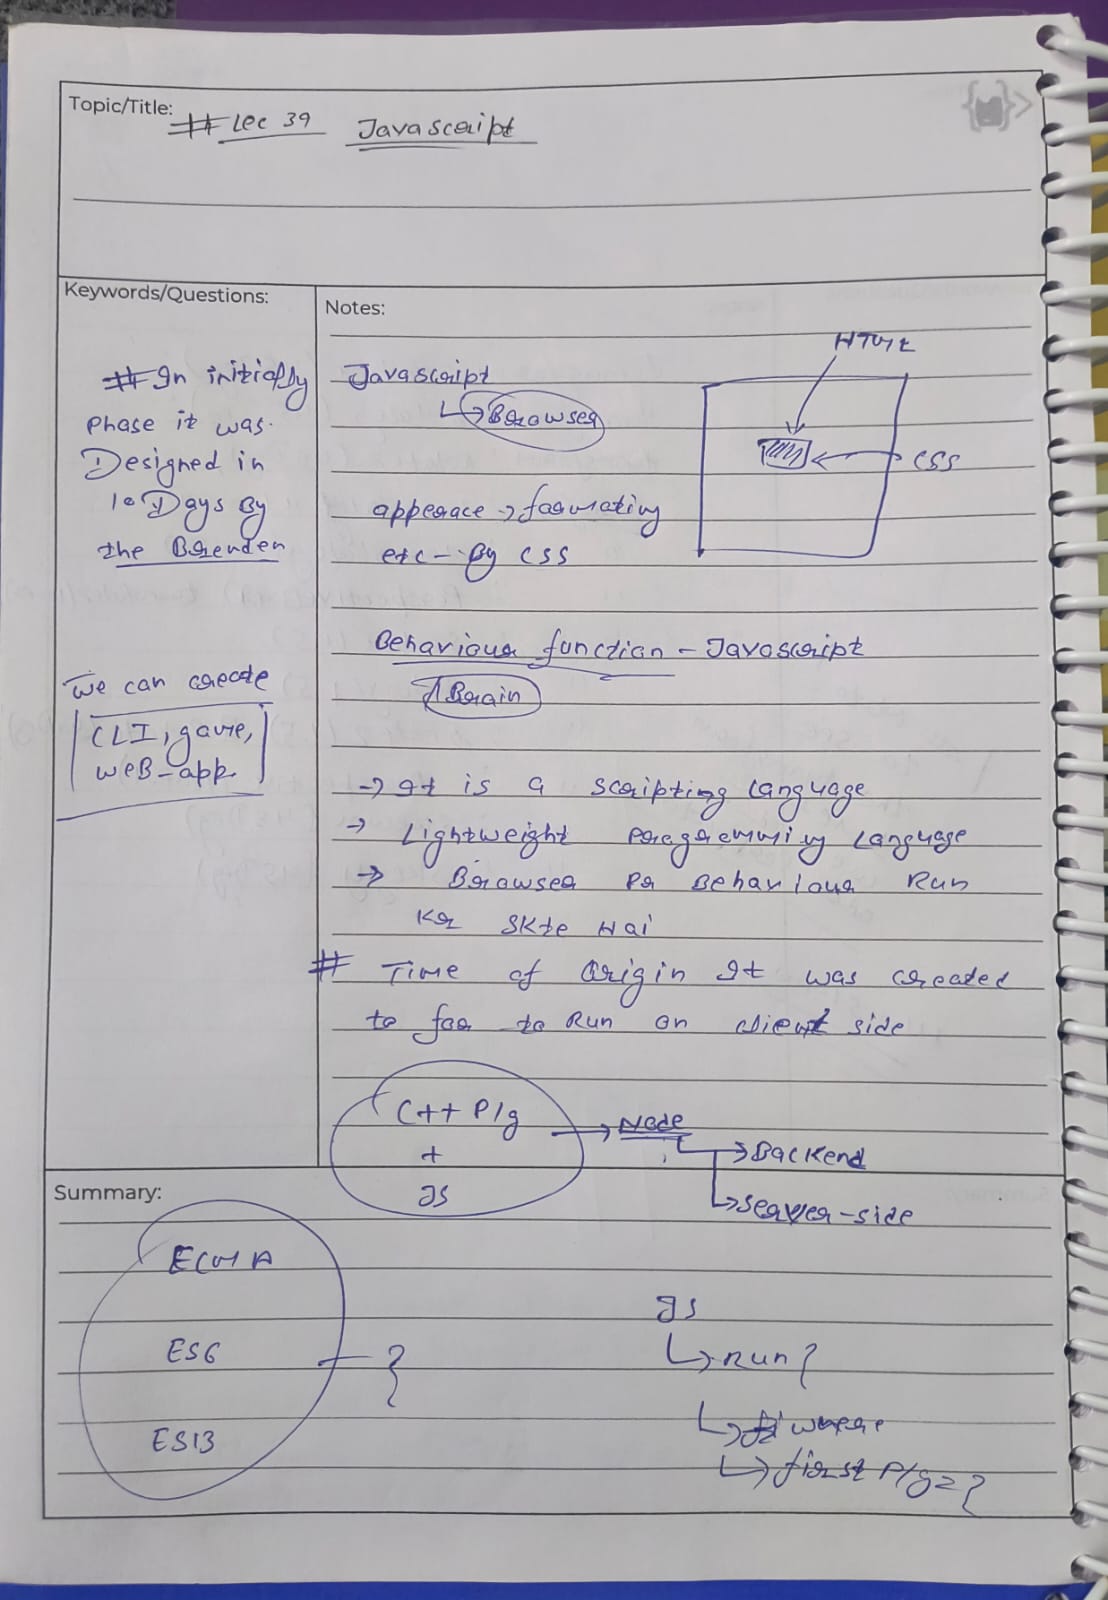 Topic/Title:
# Lec 39 Javascript
Keywords/Questions:
# In initially
phase it was
Designed in
10 Days By
the Brenden
We can create
CLI, game,
web-app
Notes:
Javascript
Browser
HTML
CSS
apperace → formating
etc - By CSS
Behaviour function - Javascript
Brain
→ It is a scripting language
→ Lightweight Programming Language
→ Browser Pr Behaviour Run
Kr Skte Hai
# Time of Origin It was created
to for to Run on client side
C++ P/g
+
JS
→ Node
→ Backend
→ server-side
Summary:
ECMA
ES6
ES13
?
JS
→ Run ?
→ where
→ first P/g = ?